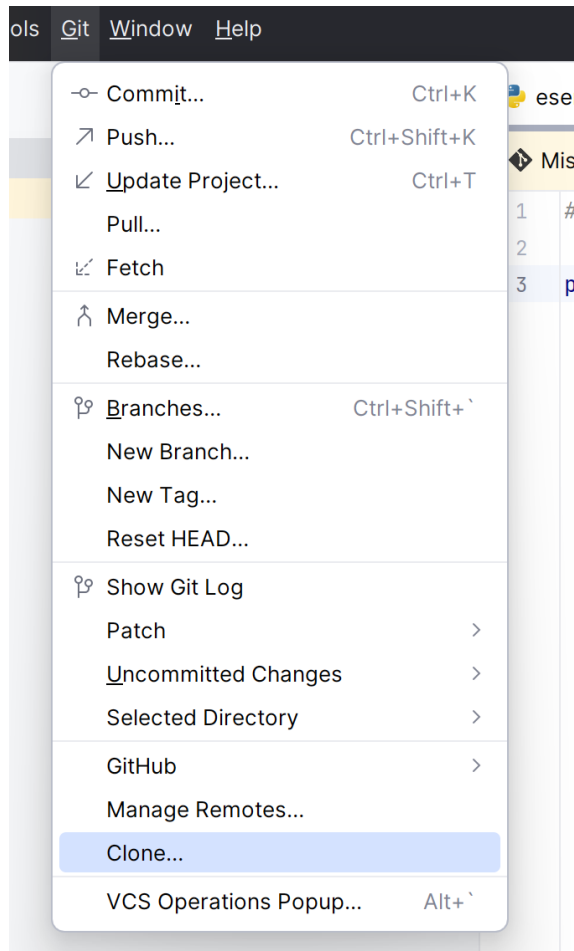 ols Git Window Help
Commit... Ctrl+K
Push... Ctrl+Shift+K
Update Project... Ctrl+T
Pull...
Fetch
Merge...
Rebase...
Branches... Ctrl+Shift+`
New Branch...
New Tag...
Reset HEAD...
Show Git Log
Patch
Uncommitted Changes
Selected Directory
GitHub
Manage Remotes...
Clone...
VCS Operations Popup... Alt+`
ese
Mis
1 #
2
3 p